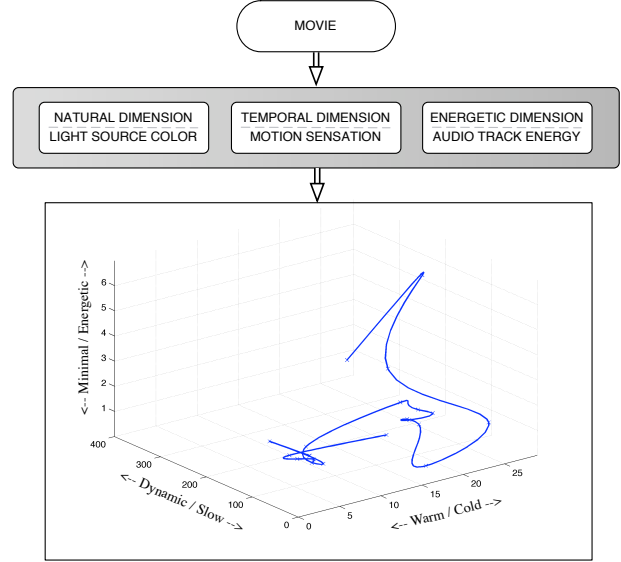 MOVIE
NATURAL DIMENSION
LIGHT SOURCE COLOR
TEMPORAL DIMENSION
MOTION SENSATION
ENERGETIC DIMENSION
AUDIO TRACK ENERGY
<-- Minimal / Energetic -->
6
5
4
3
2
1
400
300
200
100
0
<-- Dynamic / Slow -->
0
5
10
15
20
25
<-- Warm / Cold -->